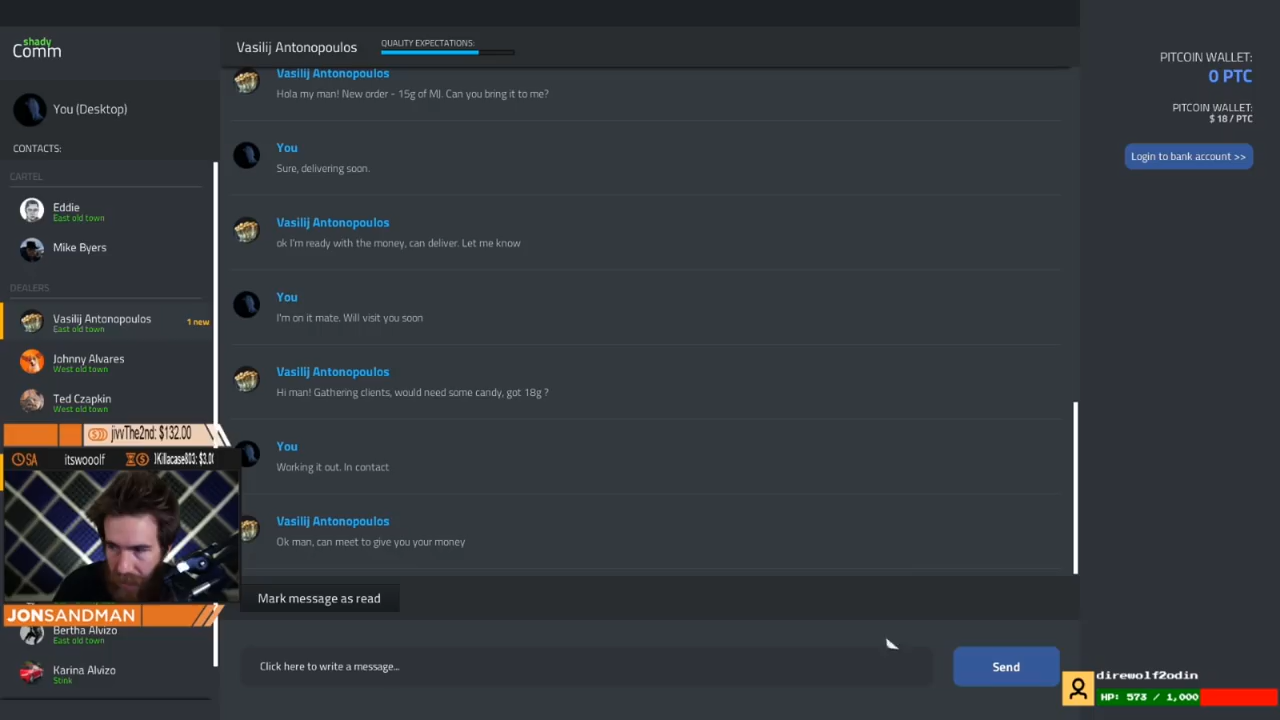 shady
Comm
You (Desktop)
CONTACTS:
CARTEL
Eddie
East old town
Mike Byers
DEALERS
Vasilij Antonopoulos
East old town
1 new
Johnny Alvares
West old town
Ted Czapkin
West old town
jivvThe2nd: $132.00
SA
itswooolf
Killacase803: $3.0
JONSANDMAN
Bertha Alvizo
East old town
Karina Alvizo
Stink
Vasilij Antonopoulos
QUALITY EXPECTATIONS:
Vasilij Antonopoulos
Hola my man! New order - 15g of MJ. Can you bring it to me?
You
Sure, delivering soon.
Vasilij Antonopoulos
ok I'm ready with the money, can deliver. Let me know
You
I'm on it mate. Will visit you soon
Vasilij Antonopoulos
Hi man! Gathering clients, would need some candy, got 18g ?
You
Working it out. In contact
Vasilij Antonopoulos
Ok man, can meet to give you your money
Mark message as read
Click here to write a message...
Send
PITCOIN WALLET:
0 PTC
PITCOIN WALLET:
$ 18 / PTC
Login to bank account >>
direwolf2odin
HP: 573 / 1,000